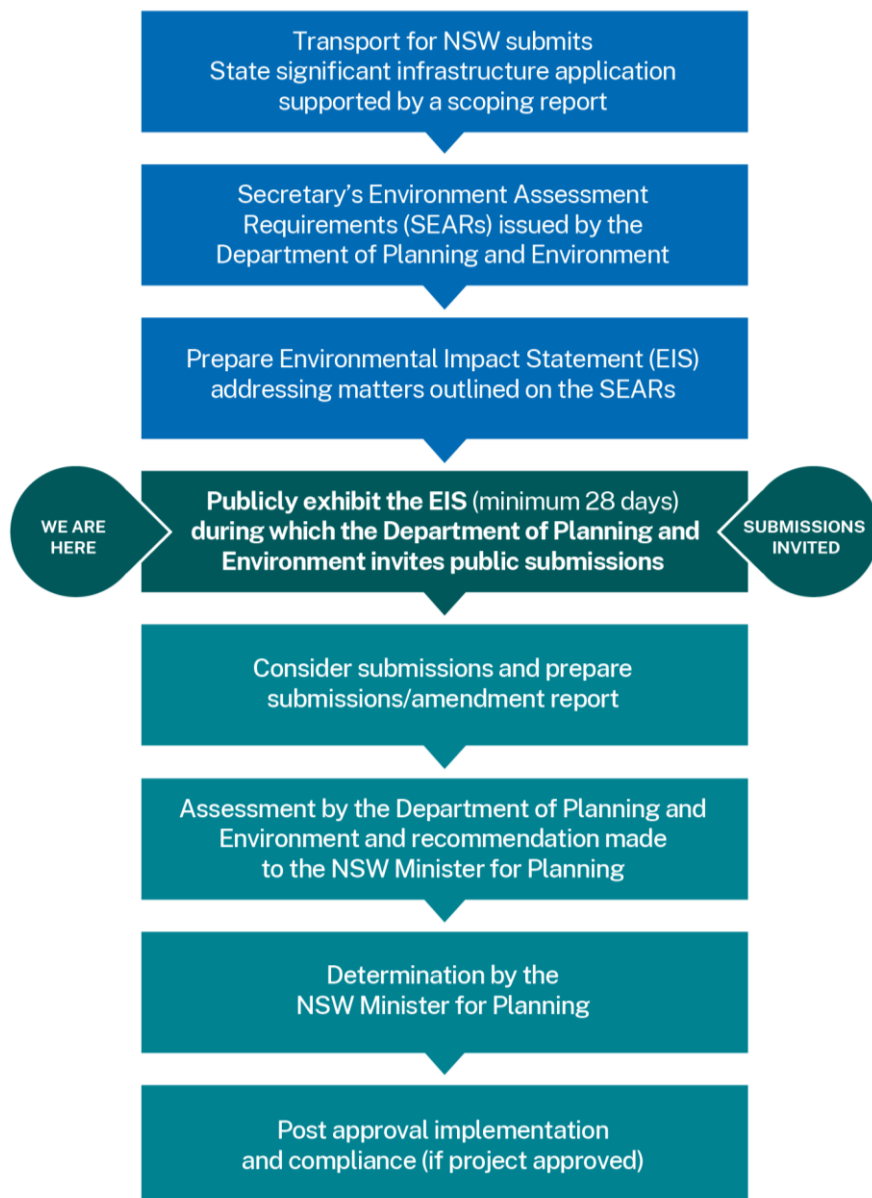 Transport for NSW submits
State significant infrastructure application
supported by a scoping report
Secretary’s Environment Assessment
Requirements (SEARs) issued by the
Department of Planning and Environment
Prepare Environmental Impact Statement (EIS)
addressing matters outlined on the SEARs
WE ARE
HERE
Publicly exhibit the EIS (minimum 28 days)
during which the Department of Planning and
Environment invites public submissions
SUBMISSIONS
INVITED
Consider submissions and prepare
submissions/amendment report
Assessment by the Department of Planning and
Environment and recommendation made
to the NSW Minister for Planning
Determination by the
NSW Minister for Planning
Post approval implementation
and compliance (if project approved)